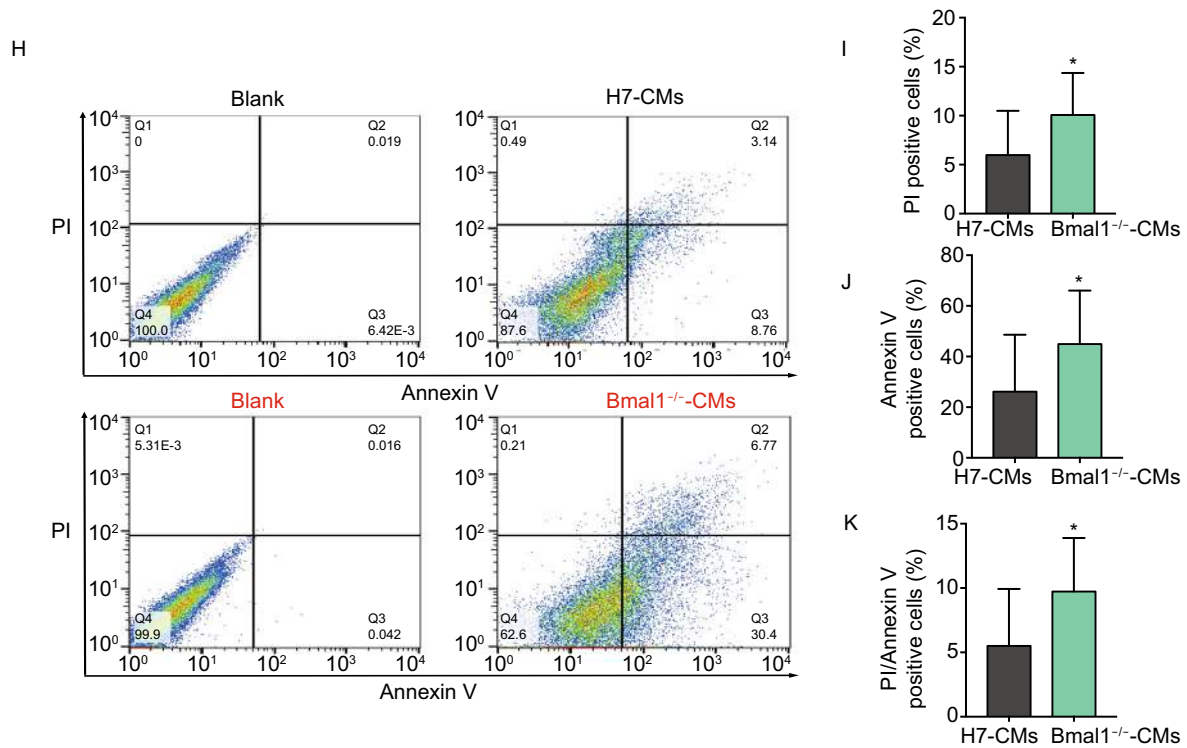 H
Blank
H7-CMs
PI
10⁴
10³
10²
10¹
10⁰
Q1
0
Q2
0.019
Q4
100.0
Q3
6.42E-3
10⁰ 10¹ 10² 10³ 10⁴
Q1
0.49
Q2
3.14
Q4
87.6
Q3
8.76
10⁴
10³
10²
10¹
10⁰
10⁰ 10¹ 10² 10³ 10⁴
Annexin V
Blank
Bmal1⁻/⁻-CMs
PI
10⁴
10³
10²
10¹
10⁰
Q1
5.31E-3
Q2
0.016
Q4
99.9
Q3
0.042
10⁰ 10¹ 10² 10³ 10⁴
10⁴
10³
10²
10¹
10⁰
Q1
0.21
Q2
6.77
Q4
62.6
Q3
30.4
10⁰ 10¹ 10² 10³ 10⁴
Annexin V
I
PI positive cells (%)
20
15
10
5
0
*
H7-CMs Bmal1⁻/⁻-CMs
J
Annexin V
positive cells (%)
80
60
40
20
0
*
H7-CMs Bmal1⁻/⁻-CMs
K
PI/Annexin V
positive cells (%)
15
10
5
0
*
H7-CMs Bmal1⁻/⁻-CMs